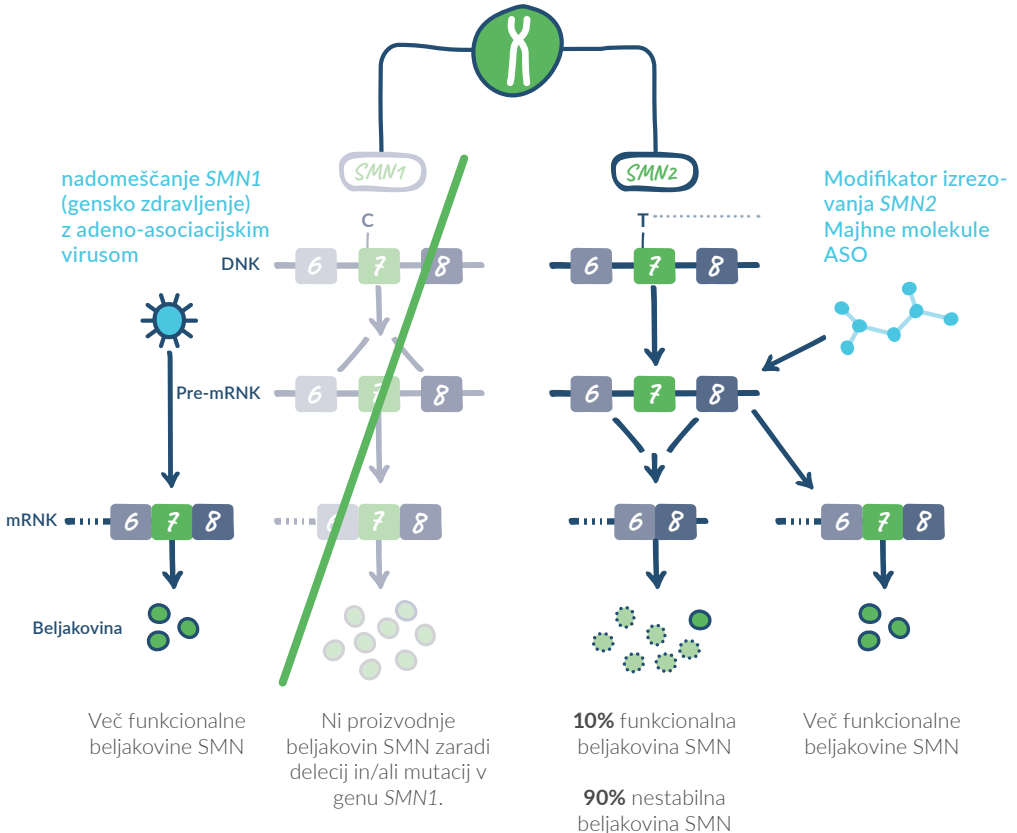 SMN1
SMN2
nadomeščanje SMN1
(gensko zdravljenje)
z adeno-asociacijskim
virusom
Modifikator izrezo-
vanja SMN2
Majhne molekule
ASO
C
T
DNK
6 7 8
6 7 8
Pre-mRNK
6 7 8
6 7 8
mRNK
6 7 8
6 7 8
6 8
6 7 8
Beljakovina
Več funkcionalne
beljakovine SMN
Ni proizvodnje
beljakovin SMN zaradi
delecij in/ali mutacij v
genu SMN1.
10% funkcionalna
beljakovina SMN
90% nestabilna
beljakovina SMN
Več funkcionalne
beljakovine SMN